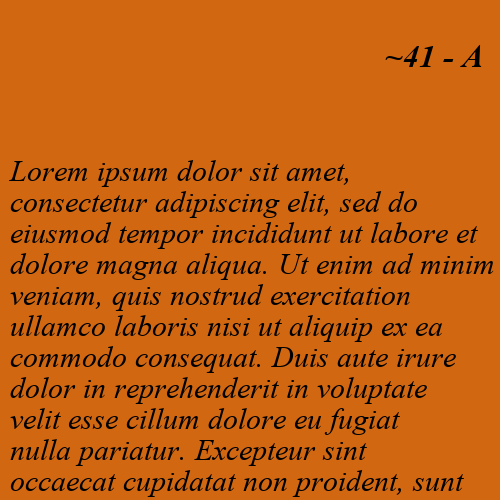 ~41 - A
Lorem ipsum dolor sit amet,
consectetur adipiscing elit, sed do
eiusmod tempor incididunt ut labore et
dolore magna aliqua. Ut enim ad minim
veniam, quis nostrud exercitation
ullamco laboris nisi ut aliquip ex ea
commodo consequat. Duis aute irure
dolor in reprehenderit in voluptate
velit esse cillum dolore eu fugiat
nulla pariatur. Excepteur sint
occaecat cupidatat non proident, sunt